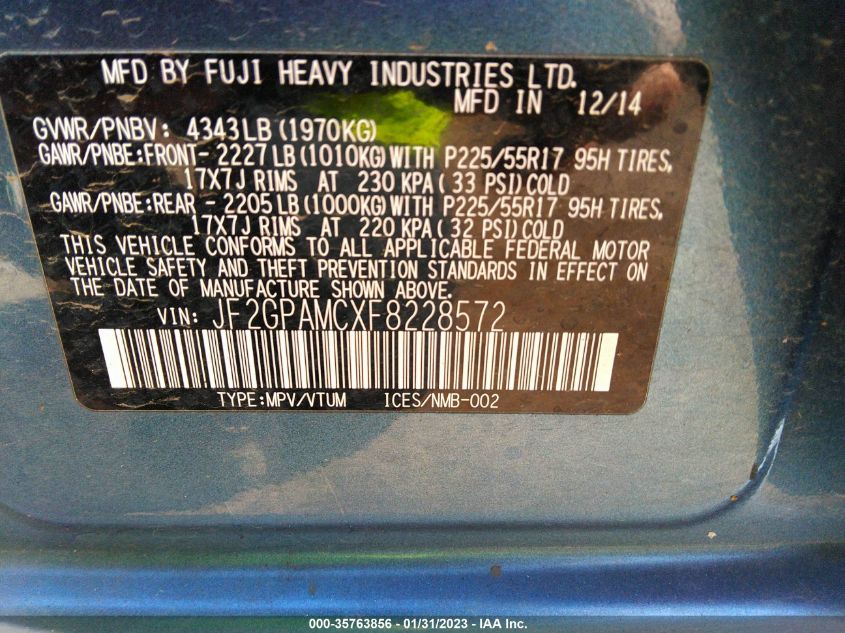 MFD BY FUJI HEAVY INDUSTRIES LTD.
MFD IN 12/14
GVWR/PNBV: 4343LB(1970KG)
GAWR/PNBE:FRONT-2227LB(1010KG)WITH P225/55R17 95H TIRES,
17X7J RIMS AT 230 KPA(33 PSI)COLD
GAWR/PNBE:REAR-2205LB(1000KG)WITH P225/55R17 95H TIRES,
17X7J RIMS AT 220 KPA(32 PSI)COLD
THIS VEHICLE CONFORMS TO ALL APPLICABLE FEDERAL MOTOR
VEHICLE SAFETY AND THEFT PREVENTION STANDARDS IN EFFECT ON
THE DATE OF MANUFACTURE SHOWN ABOVE.
VIN: JF2GPAMCXF8228572
TYPE:MPV/VTUM ICES/NMB-002
000-35763856 - 01/31/2023 - © IAA Inc.